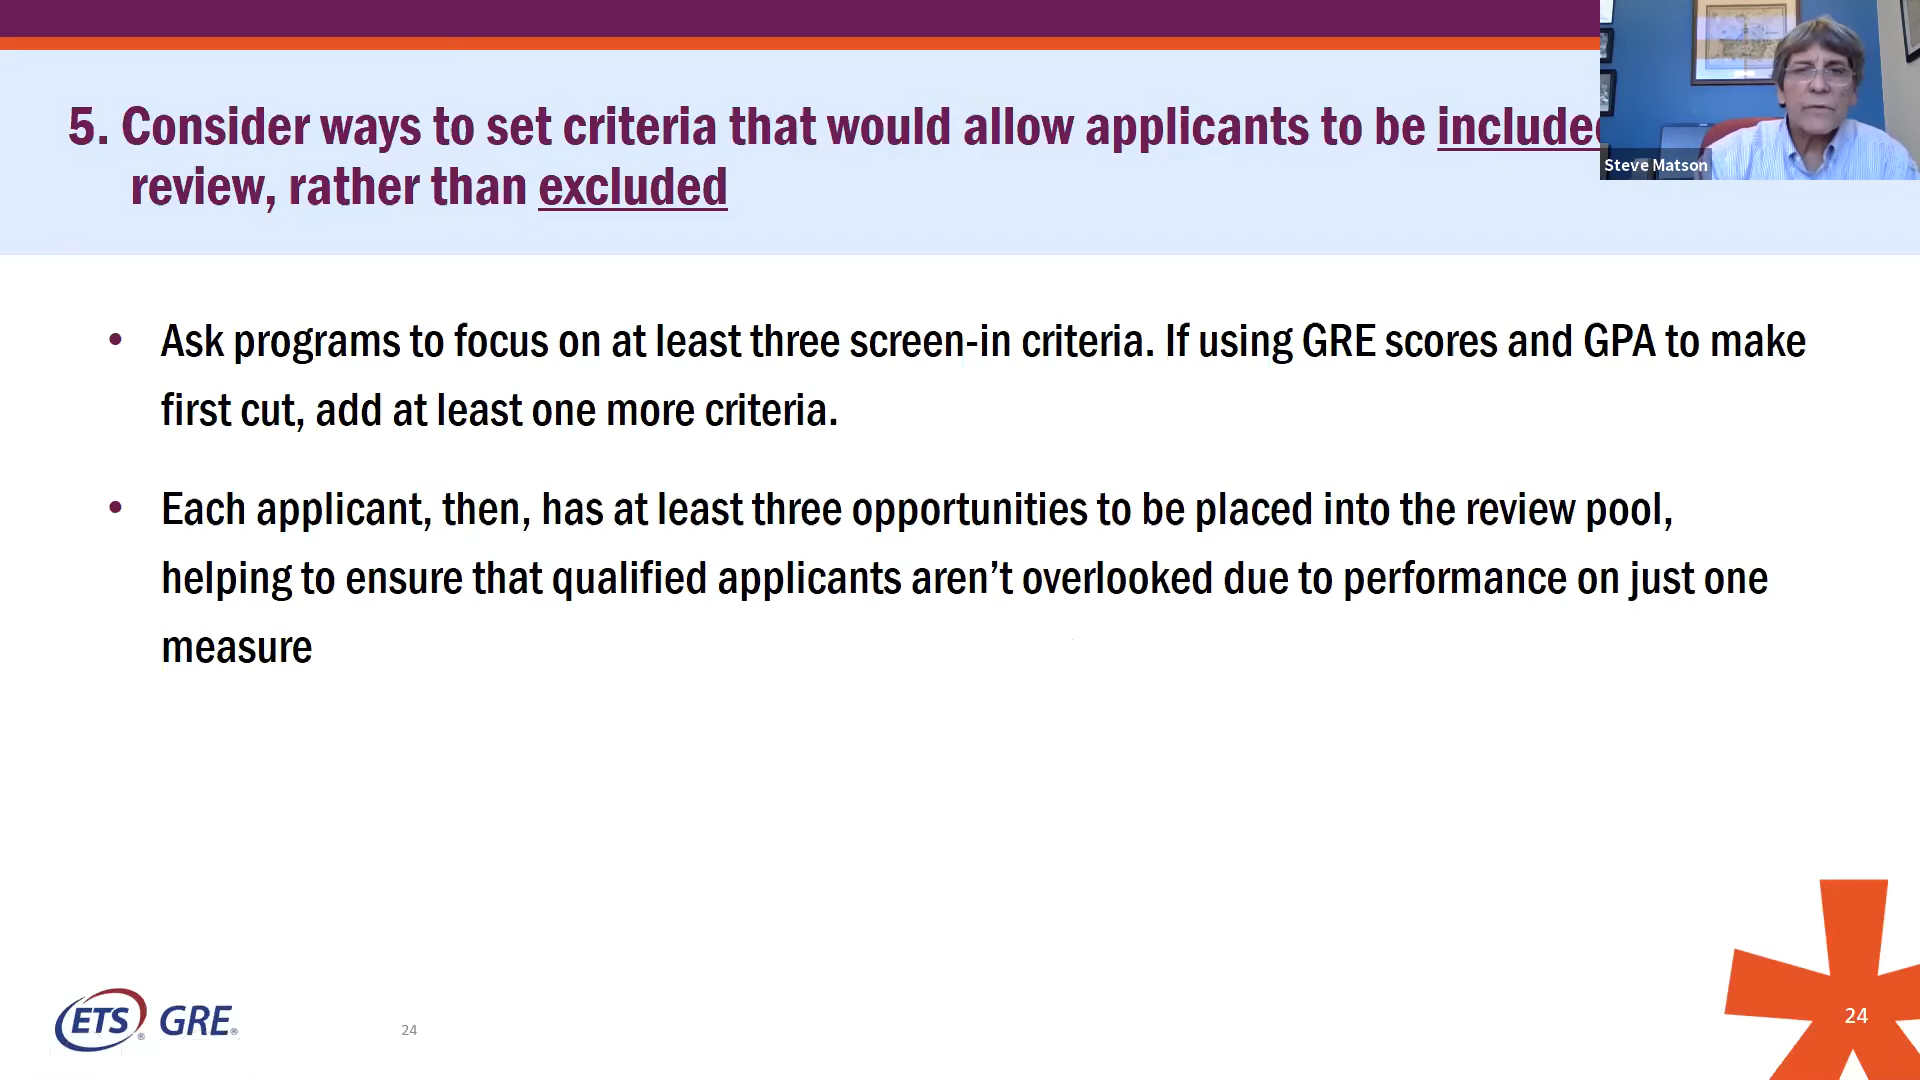 5. Consider ways to set criteria that would allow applicants to be included
review, rather than excluded
Steve Matson
• Ask programs to focus on at least three screen-in criteria. If using GRE scores and GPA to make
first cut, add at least one more criteria.
• Each applicant, then, has at least three opportunities to be placed into the review pool,
helping to ensure that qualified applicants aren’t overlooked due to performance on just one
measure
ETS® GRE®
24
24